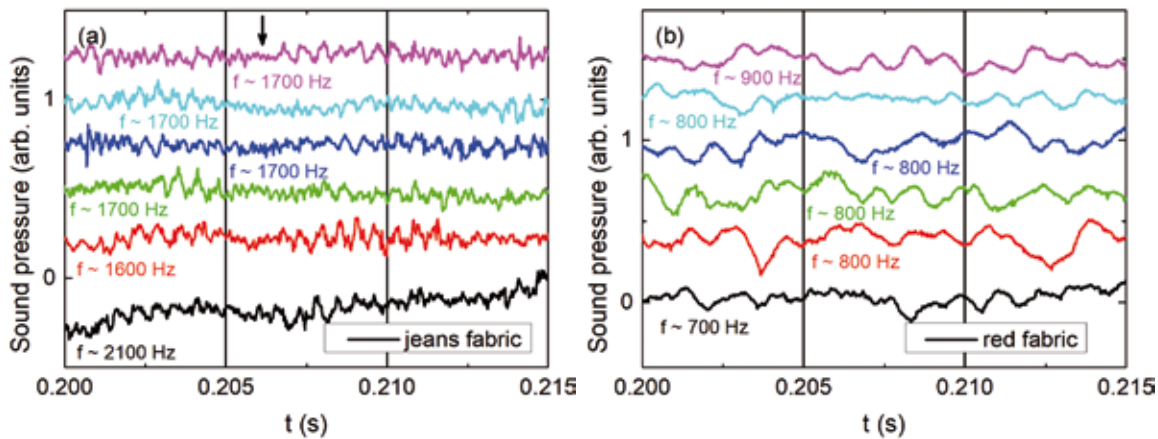 (a)
f ~ 1700 Hz
f ~ 1700 Hz
f ~ 1700 Hz
f ~ 1700 Hz
f ~ 1600 Hz
f ~ 2100 Hz
jeans fabric
1
0
Sound pressure (arb. units)
0.200 0.205 0.210 0.215
t (s)
(b)
f ~ 900 Hz
f ~ 800 Hz
f ~ 800 Hz
f ~ 800 Hz
f ~ 800 Hz
f ~ 700 Hz
red fabric
1
0
Sound pressure (arb. units)
0.200 0.205 0.210 0.215
t (s)